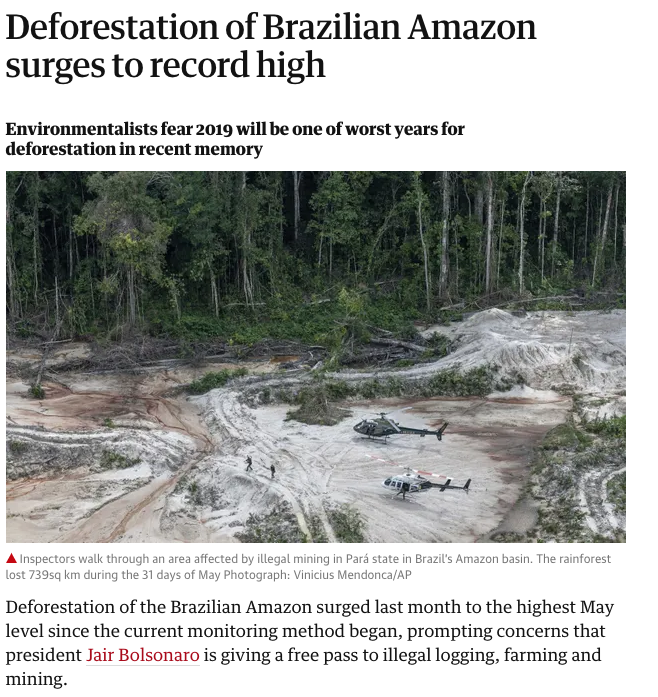 Deforestation of Brazilian Amazon
surges to record high
Environmentalists fear 2019 will be one of worst years for
deforestation in recent memory
▲ Inspectors walk through an area affected by illegal mining in Pará state in Brazil's Amazon basin. The rainforest
lost 739sq km during the 31 days of May Photograph: Vinicius Mendonca/AP
Deforestation of the Brazilian Amazon surged last month to the highest May
level since the current monitoring method began, prompting concerns that
president Jair Bolsonaro is giving a free pass to illegal logging, farming and
mining.